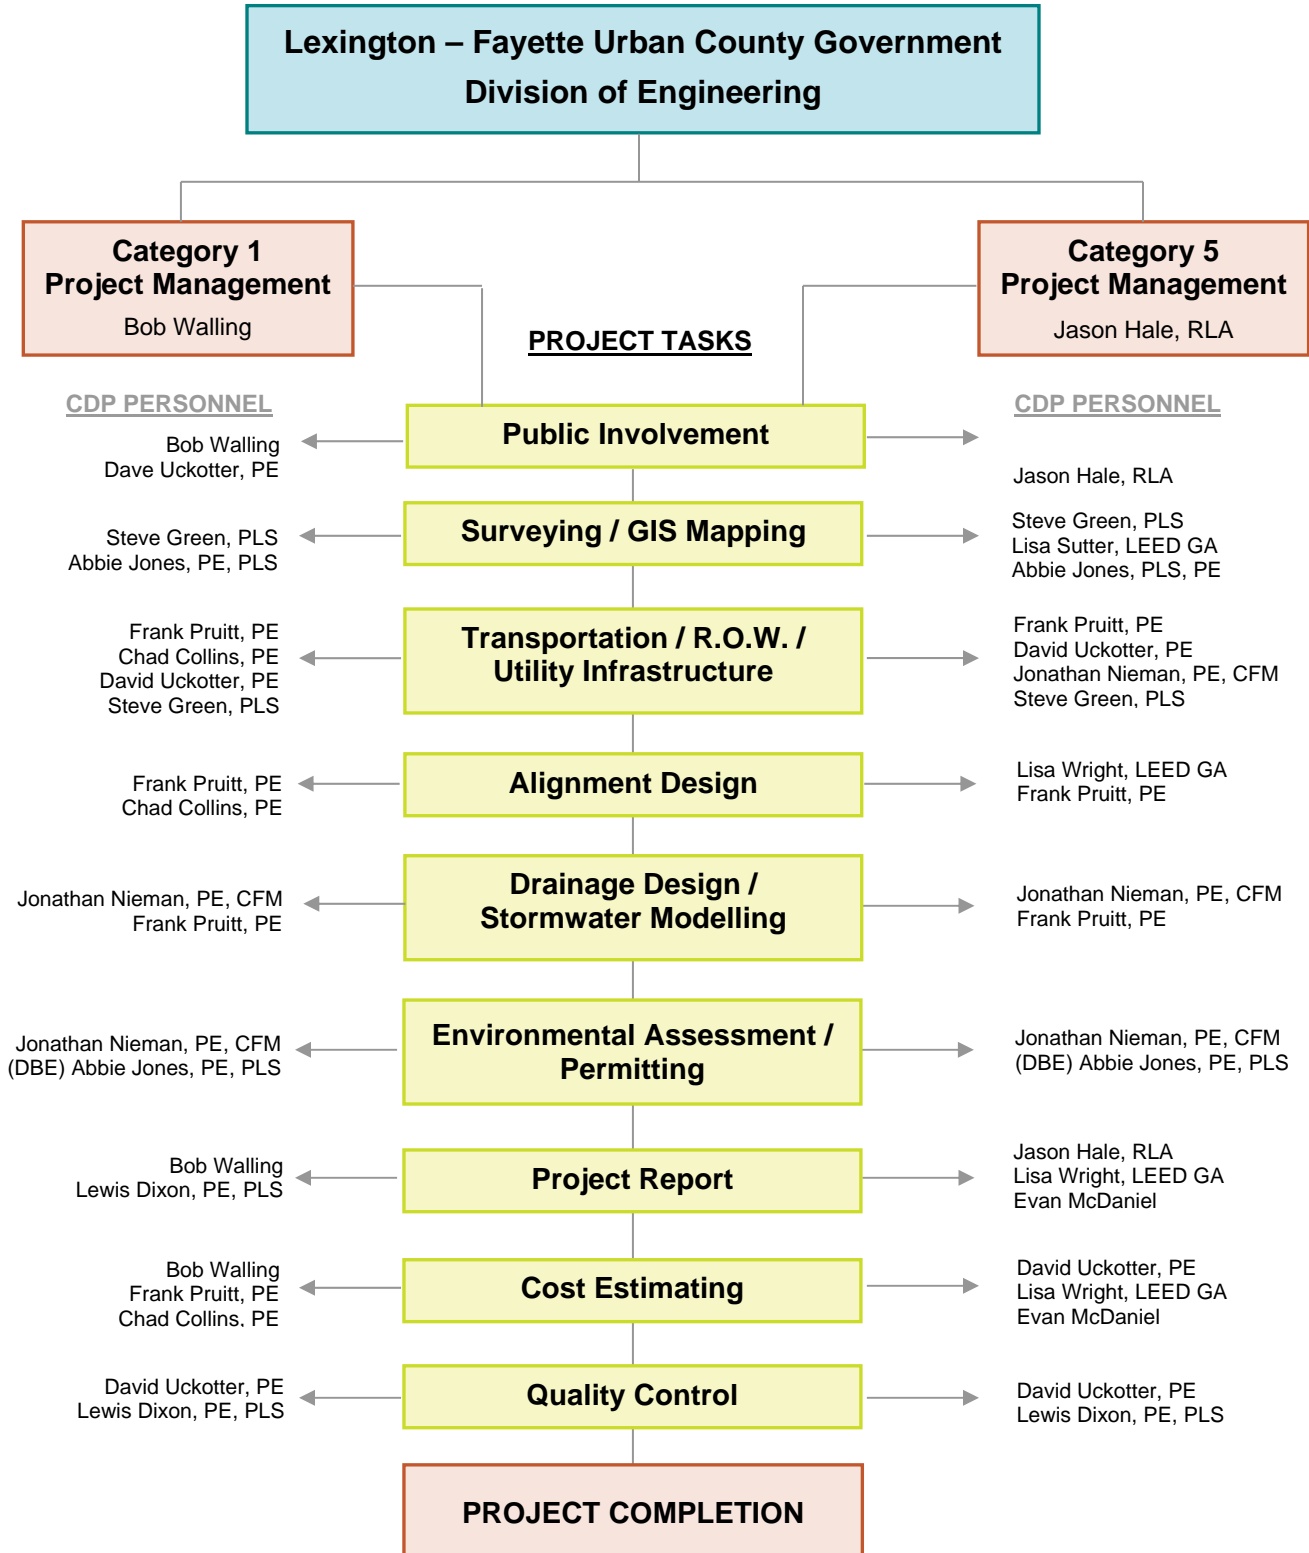 Lexington – Fayette Urban County Government
Division of Engineering
Category 1
Project Management
Bob Walling
Category 5
Project Management
Jason Hale, RLA
PROJECT TASKS
CDP PERSONNEL
CDP PERSONNEL
Bob Walling
Dave Uckotter, PE
Public Involvement
Jason Hale, RLA
Steve Green, PLS
Abbie Jones, PE, PLS
Surveying / GIS Mapping
Steve Green, PLS
Lisa Sutter, LEED GA
Abbie Jones, PLS, PE
Frank Pruitt, PE
Chad Collins, PE
David Uckotter, PE
Steve Green, PLS
Transportation / R.O.W. /
Utility Infrastructure
Frank Pruitt, PE
David Uckotter, PE
Jonathan Nieman, PE, CFM
Steve Green, PLS
Frank Pruitt, PE
Chad Collins, PE
Alignment Design
Lisa Wright, LEED GA
Frank Pruitt, PE
Jonathan Nieman, PE, CFM
Frank Pruitt, PE
Drainage Design /
Stormwater Modelling
Jonathan Nieman, PE, CFM
Frank Pruitt, PE
Jonathan Nieman, PE, CFM
(DBE) Abbie Jones, PE, PLS
Environmental Assessment /
Permitting
Jonathan Nieman, PE, CFM
(DBE) Abbie Jones, PE, PLS
Bob Walling
Lewis Dixon, PE, PLS
Project Report
Jason Hale, RLA
Lisa Wright, LEED GA
Evan McDaniel
Bob Walling
Frank Pruitt, PE
Chad Collins, PE
Cost Estimating
David Uckotter, PE
Lisa Wright, LEED GA
Evan McDaniel
David Uckotter, PE
Lewis Dixon, PE, PLS
Quality Control
David Uckotter, PE
Lewis Dixon, PE, PLS
PROJECT COMPLETION